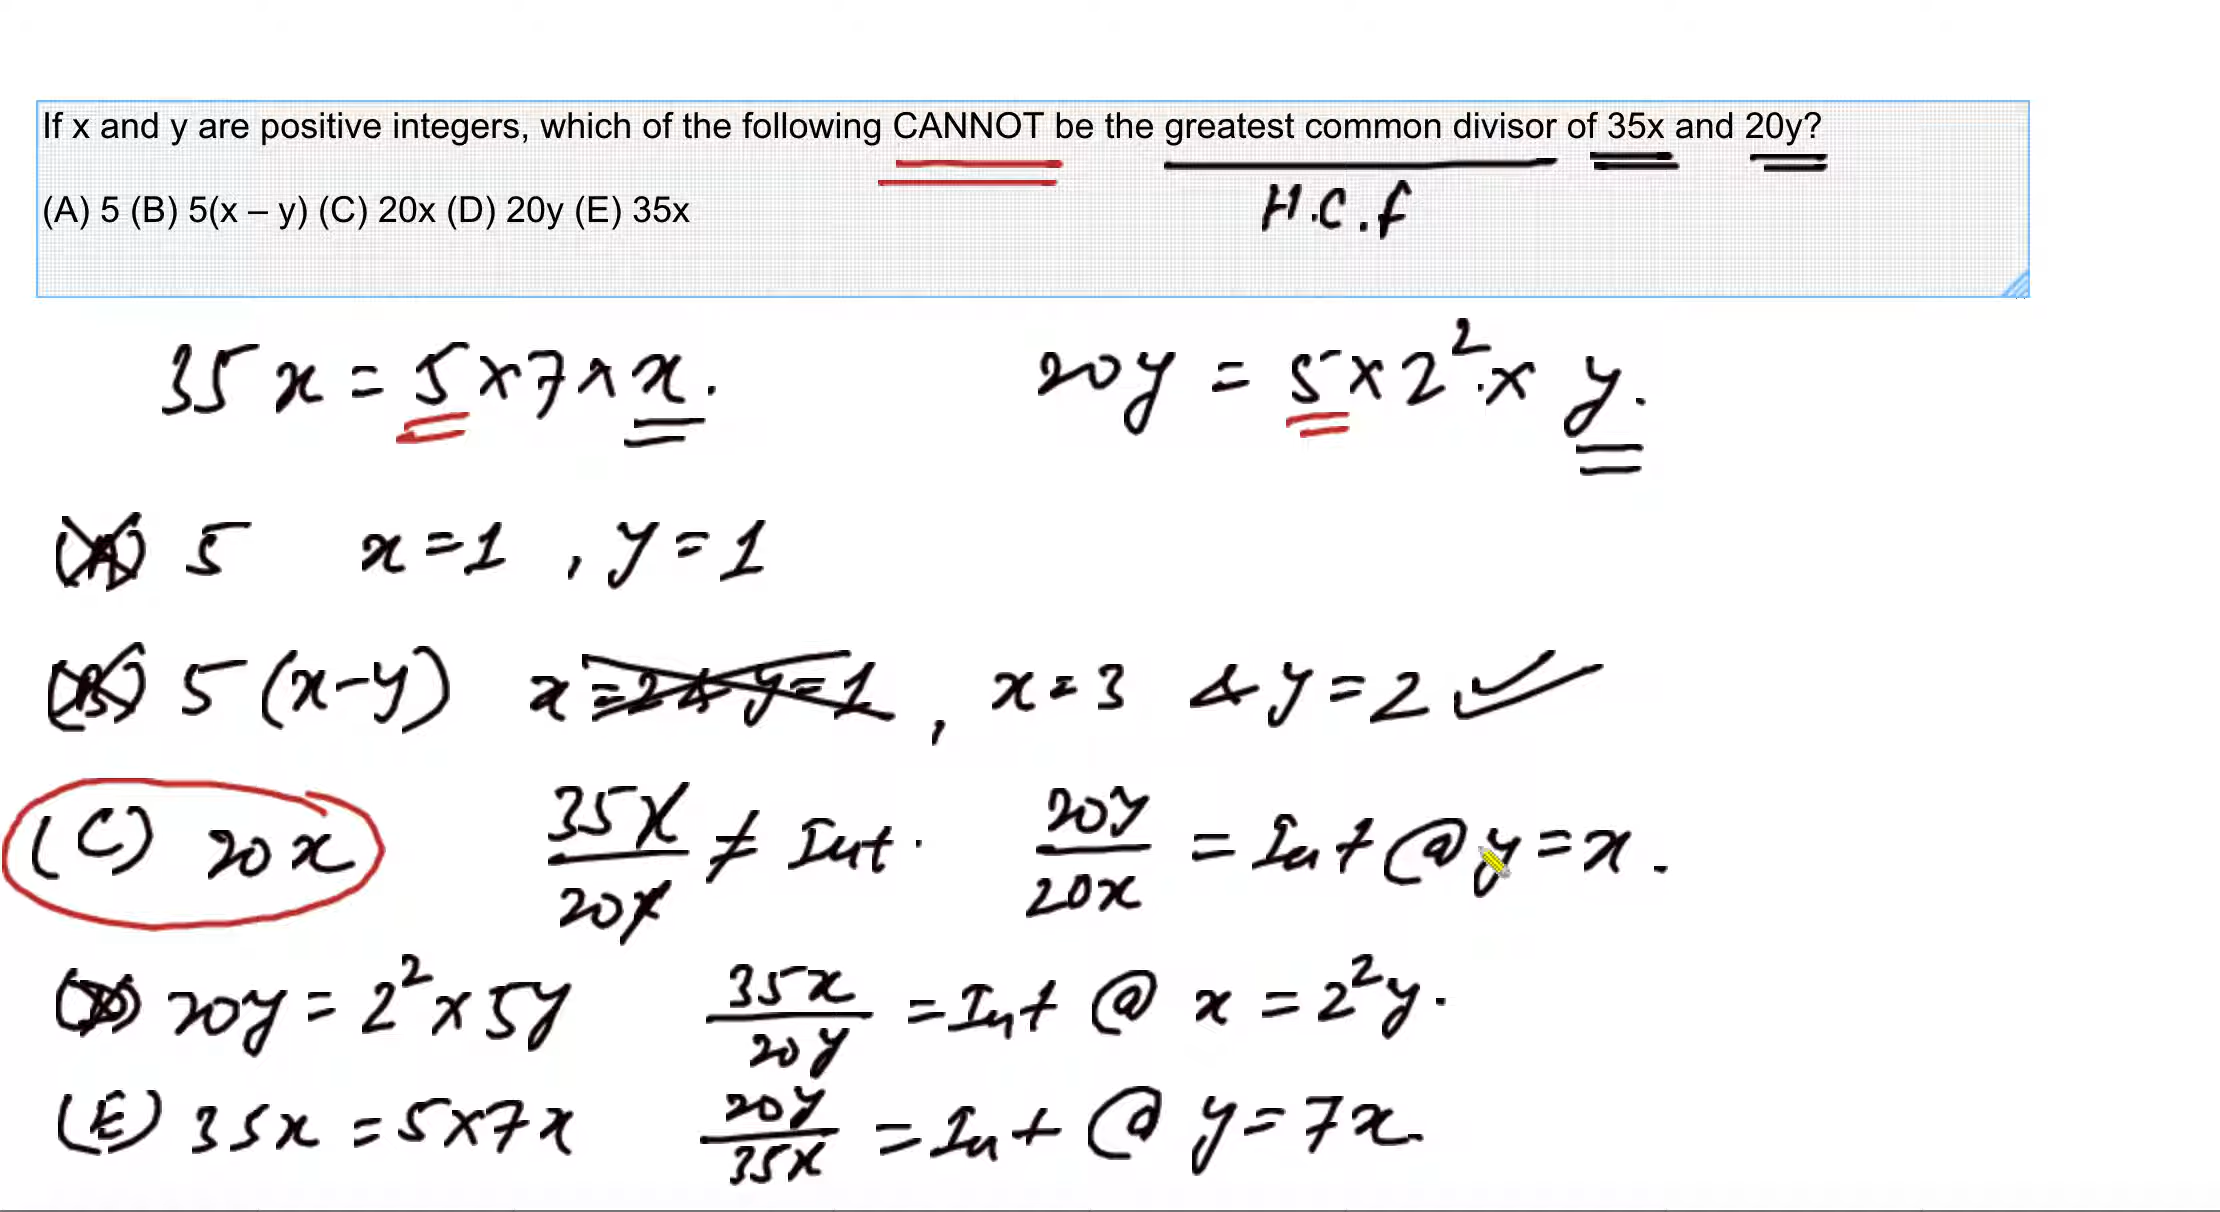 If x and y are positive integers, which of the following CANNOT be the greatest common divisor of 35x and 20y?
(A) 5 (B) 5(x – y) (C) 20x (D) 20y (E) 35x
H.C.f
35x = 5 × 7 × x. 20y = 5 × 2² × y.
(A) 5 x = 1 , y = 1
(B) 5 (x-y) x = 2 & y = 1 , x = 3 & y = 2 ✓
(C) 20x 35x/20x ≠ Int. 20y/20x = Int @ y = x.
(D) 20y = 2² × 5y 35x/20y = Int @ x = 2²y.
(E) 35x = 5×7x 20y/35x = Int @ y = 7x.